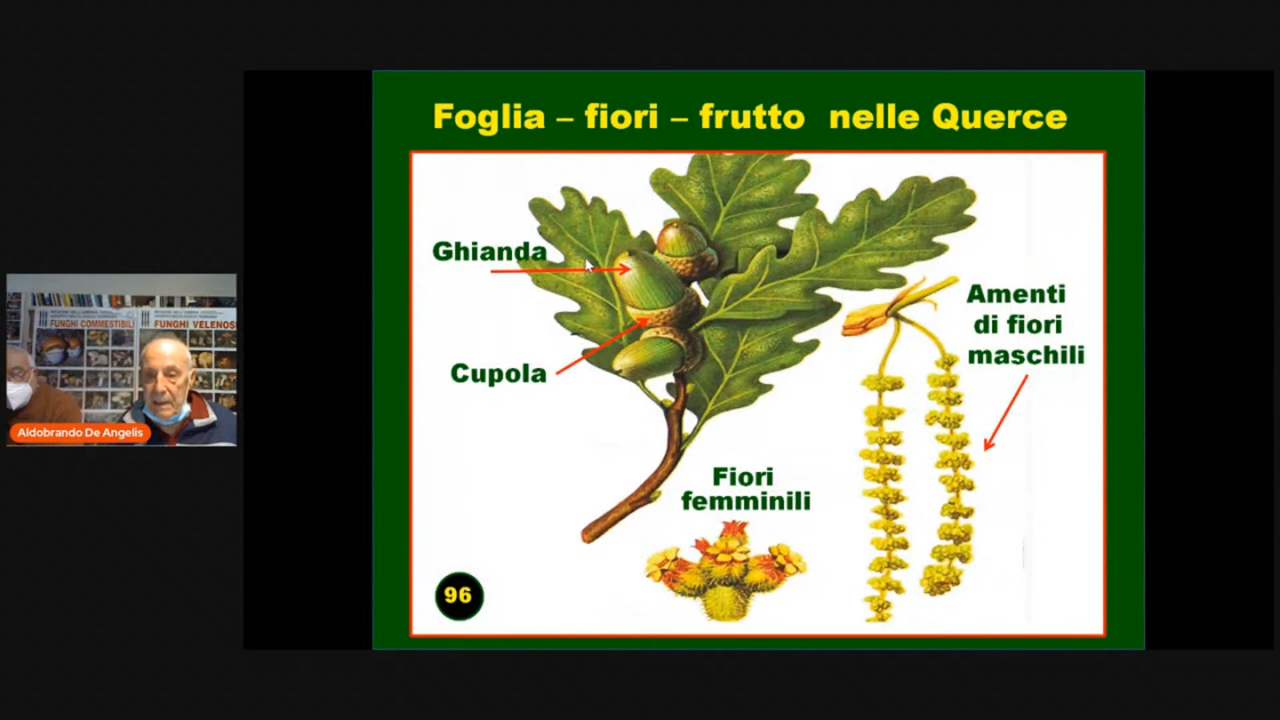 Foglia – fiori – frutto nelle Querce
Ghianda
Cupola
Amenti
di fiori
maschili
Fiori
femminili
96
FUNGHI COMMESTIBILI
FUNGHI VELENOS
Aldobrando De Angelis